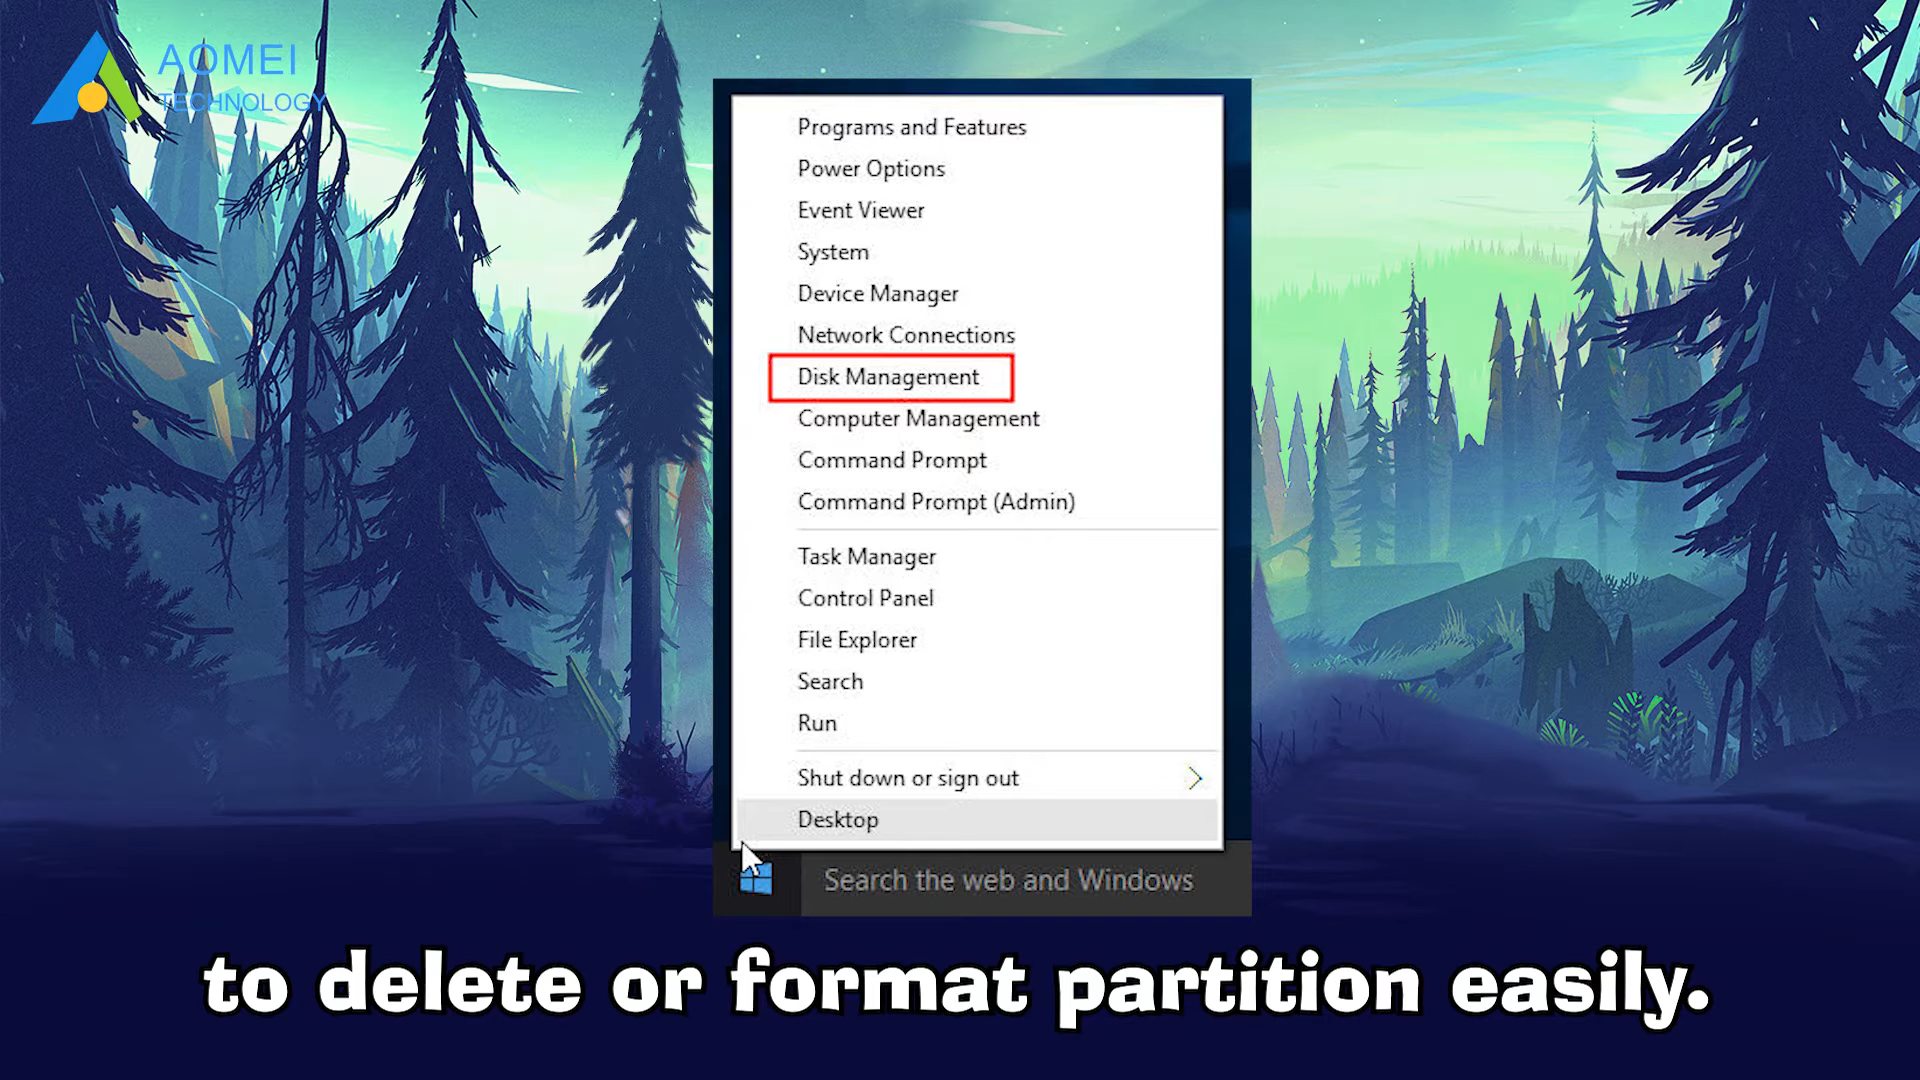 AOMEI
TECHNOLOGY
Programs and Features
Power Options
Event Viewer
System
Device Manager
Network Connections
Disk Management
Computer Management
Command Prompt
Command Prompt (Admin)
Task Manager
Control Panel
File Explorer
Search
Run
Shut down or sign out
Desktop
Search the web and Windows
to delete or format partition easily.